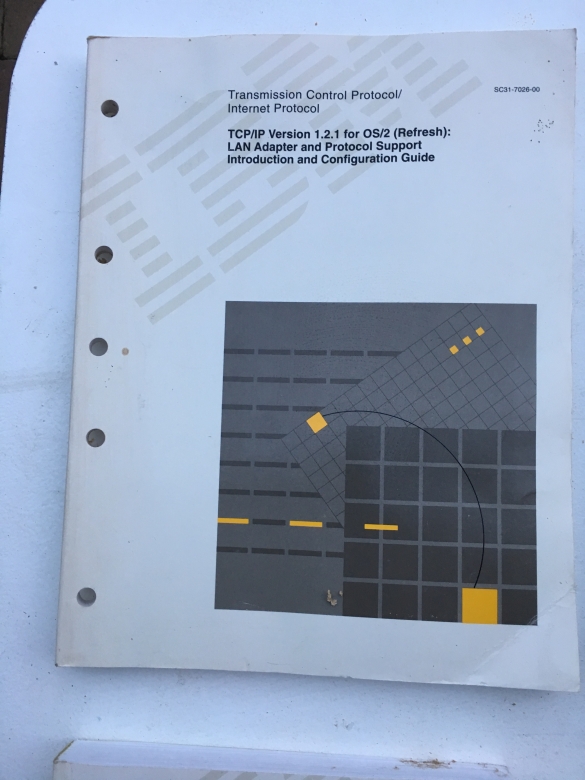 IBM
Transmission Control Protocol/
Internet Protocol
SC31-7026-00
TCP/IP Version 1.2.1 for OS/2 (Refresh):
LAN Adapter and Protocol Support
Introduction and Configuration Guide